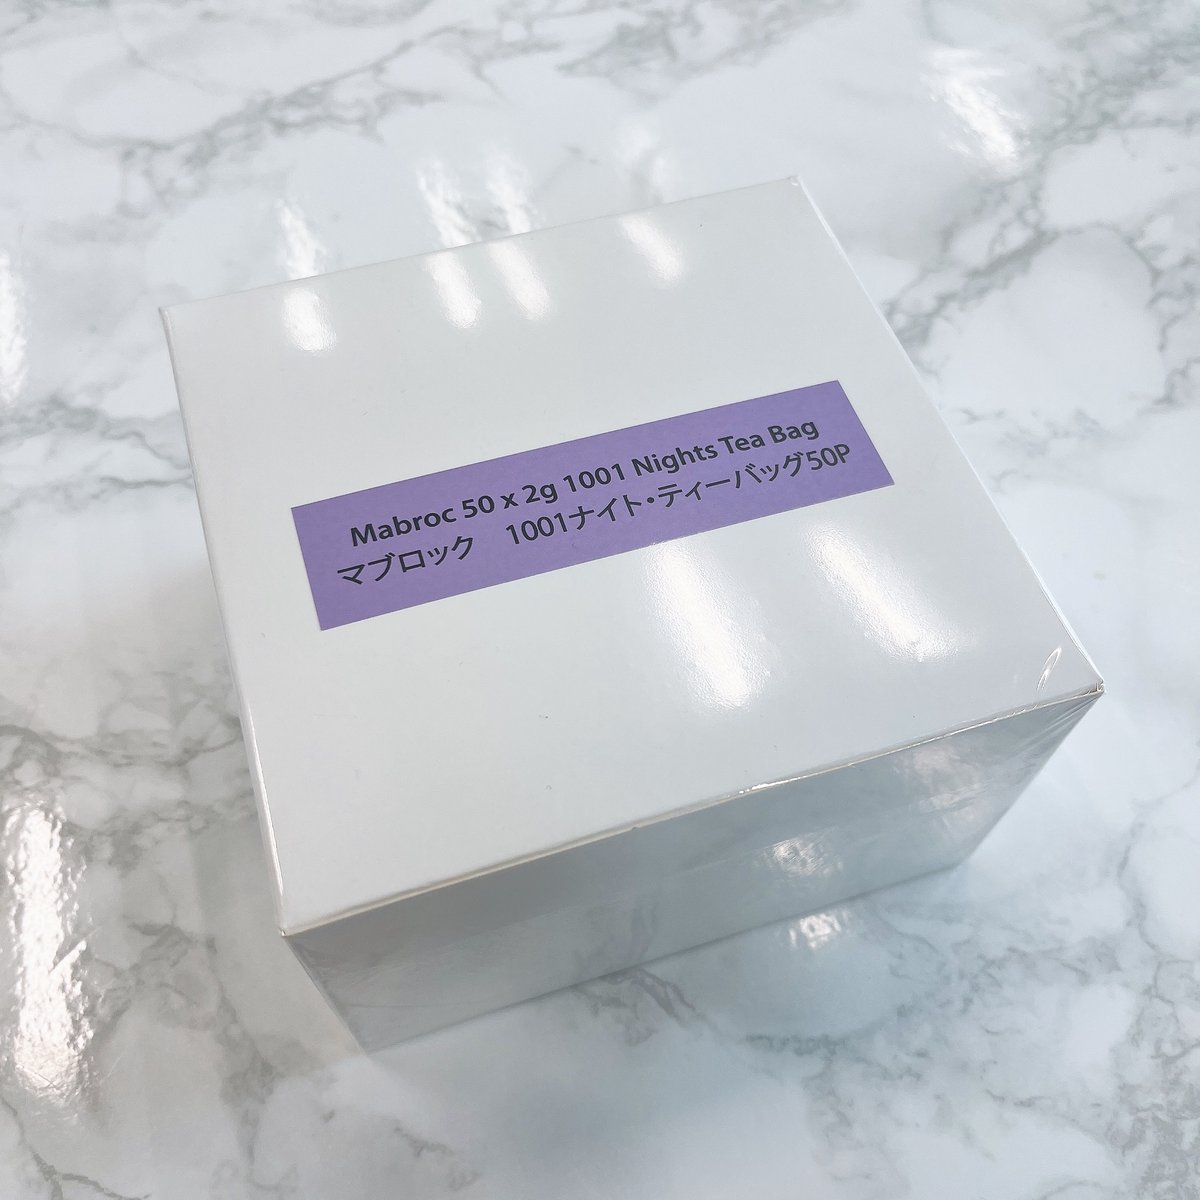 Mabroc 50 x 2g 1001 Nights Tea Bag
マブロック　1001ナイト・ティーバッグ50P